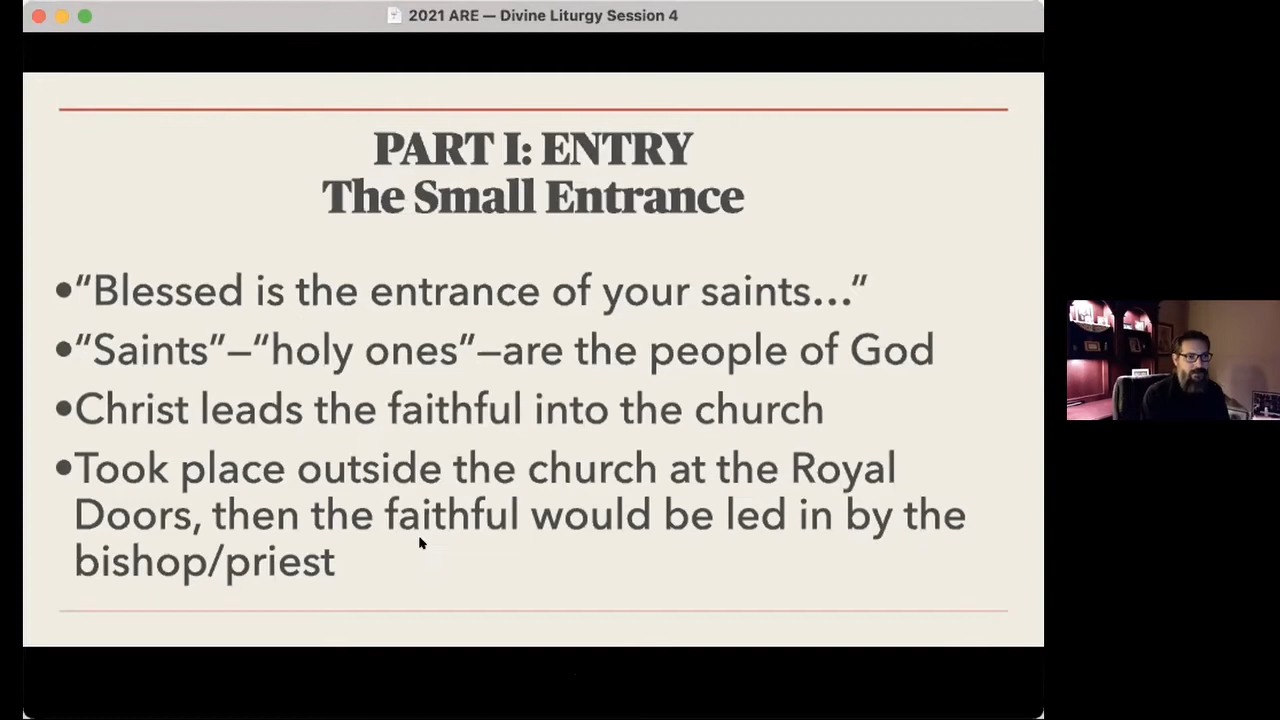 2021 ARE — Divine Liturgy Session 4
PART I: ENTRY
The Small Entrance
•“Blessed is the entrance of your saints…”
•“Saints”–“holy ones”–are the people of God
•Christ leads the faithful into the church
•Took place outside the church at the Royal
Doors, then the faithful would be led in by the
bishop/priest